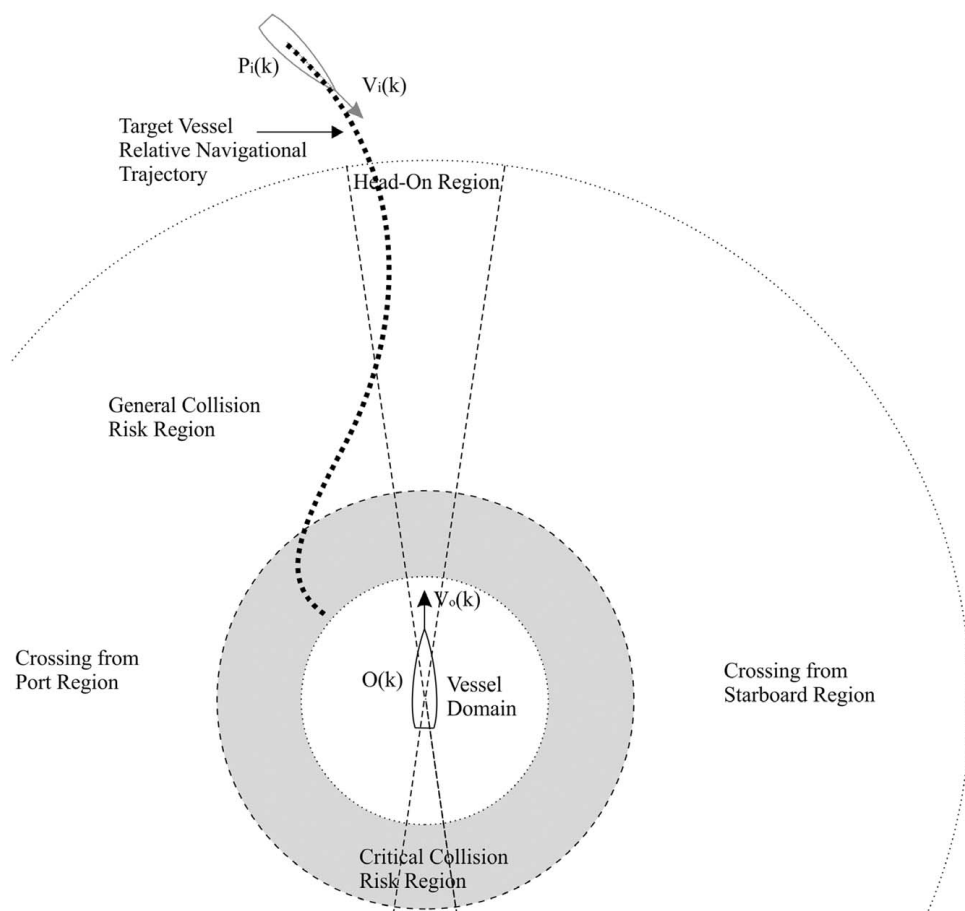 Pi(k)
Vi(k)
Target Vessel
Relative Navigational
Trajectory
Head-On Region
General Collision
Risk Region
Vo(k)
Crossing from
Port Region
O(k)
Vessel
Domain
Crossing from
Starboard Region
Critical Collision
Risk Region